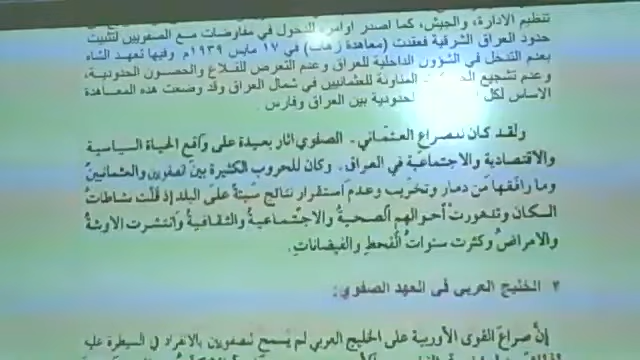 تنظيم الادارة، والجيش، كما اصدر اوامر الدخول في مفاوضات مع الصفويين لتثبيت
حدود العراق الشرقية فعقدت (معاهدة زهاب) في ١٧ مايس ١٩٣٩م وفيها تعهد الشاه
بعدم التدخل في الشؤون الداخلية للعراق وعدم التعرض للقلاع والحصون الحدودية،
وعدم تشجيع المناوئة للعثمانيين في شمال العراق وقد وضعت هذه المعاهدة
الاساس لكل الحدودية بين العراق وفارس .
ولقد كان للصراع العثماني - الصفوي اثار بعيدة على واقع الحياة السياسية
والاقتصادية والاجتماعية في العراق. وكان للحروب الكثيرة بين الصفويين والعثمانيين
وما رافقها من دمار وتخريب وعدم استقرار نتائج سيئة على البلد إذ قلت نشاطات
السكان وتدهورت أحوالهم الصحية والاجتماعية والثقافية وانتشرت الاوبئة
والامراض وكثرت سنوات القحط والفيضانات.
٢ الخليج العربي في العهد الصفوي:
إن صراع القوى الأوربية على الخليج العربي لم يسمح للصفويين بالانفراد في السيطرة عليه